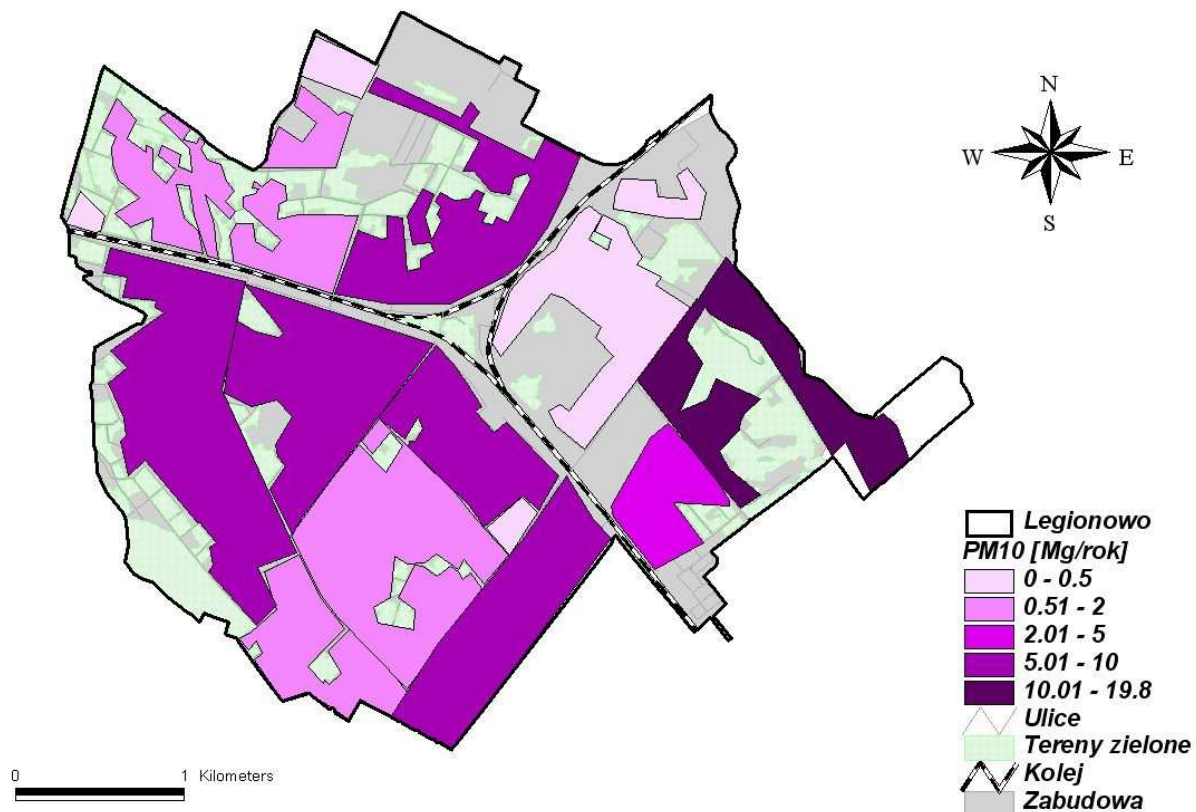 N
W E
S
Legionowo
PM10 [Mg/rok]
0 - 0.5
0.51 - 2
2.01 - 5
5.01 - 10
10.01 - 19.8
Ulice
Tereny zielone
Kolej
Zabudowa
0 1 Kilometers